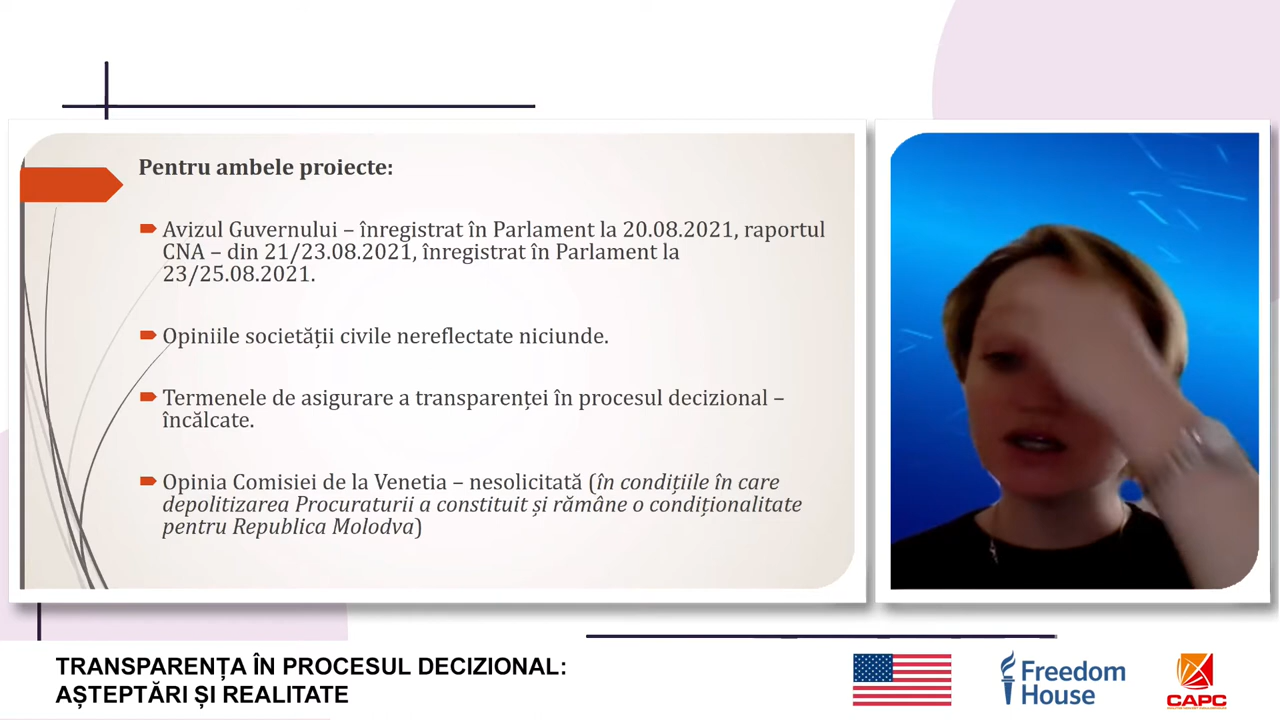 Pentru ambele proiecte:
Avizul Guvernului – înregistrat în Parlament la 20.08.2021, raportul
CNA – din 21/23.08.2021, înregistrat în Parlament la
23/25.08.2021.
Opiniile societății civile nereflectate niciunde.
Termenele de asigurare a transparenței în procesul decizional –
încălcate.
Opinia Comisiei de la Venetia – nesolicitată (în condițiile în care
depolitizarea Procuraturii a constituit și rămâne o condiționalitate
pentru Republica Molodva)
TRANSPARENȚA ÎN PROCESUL DECIZIONAL:
AȘTEPTĂRI ȘI REALITATE
Freedom
House
CAPC